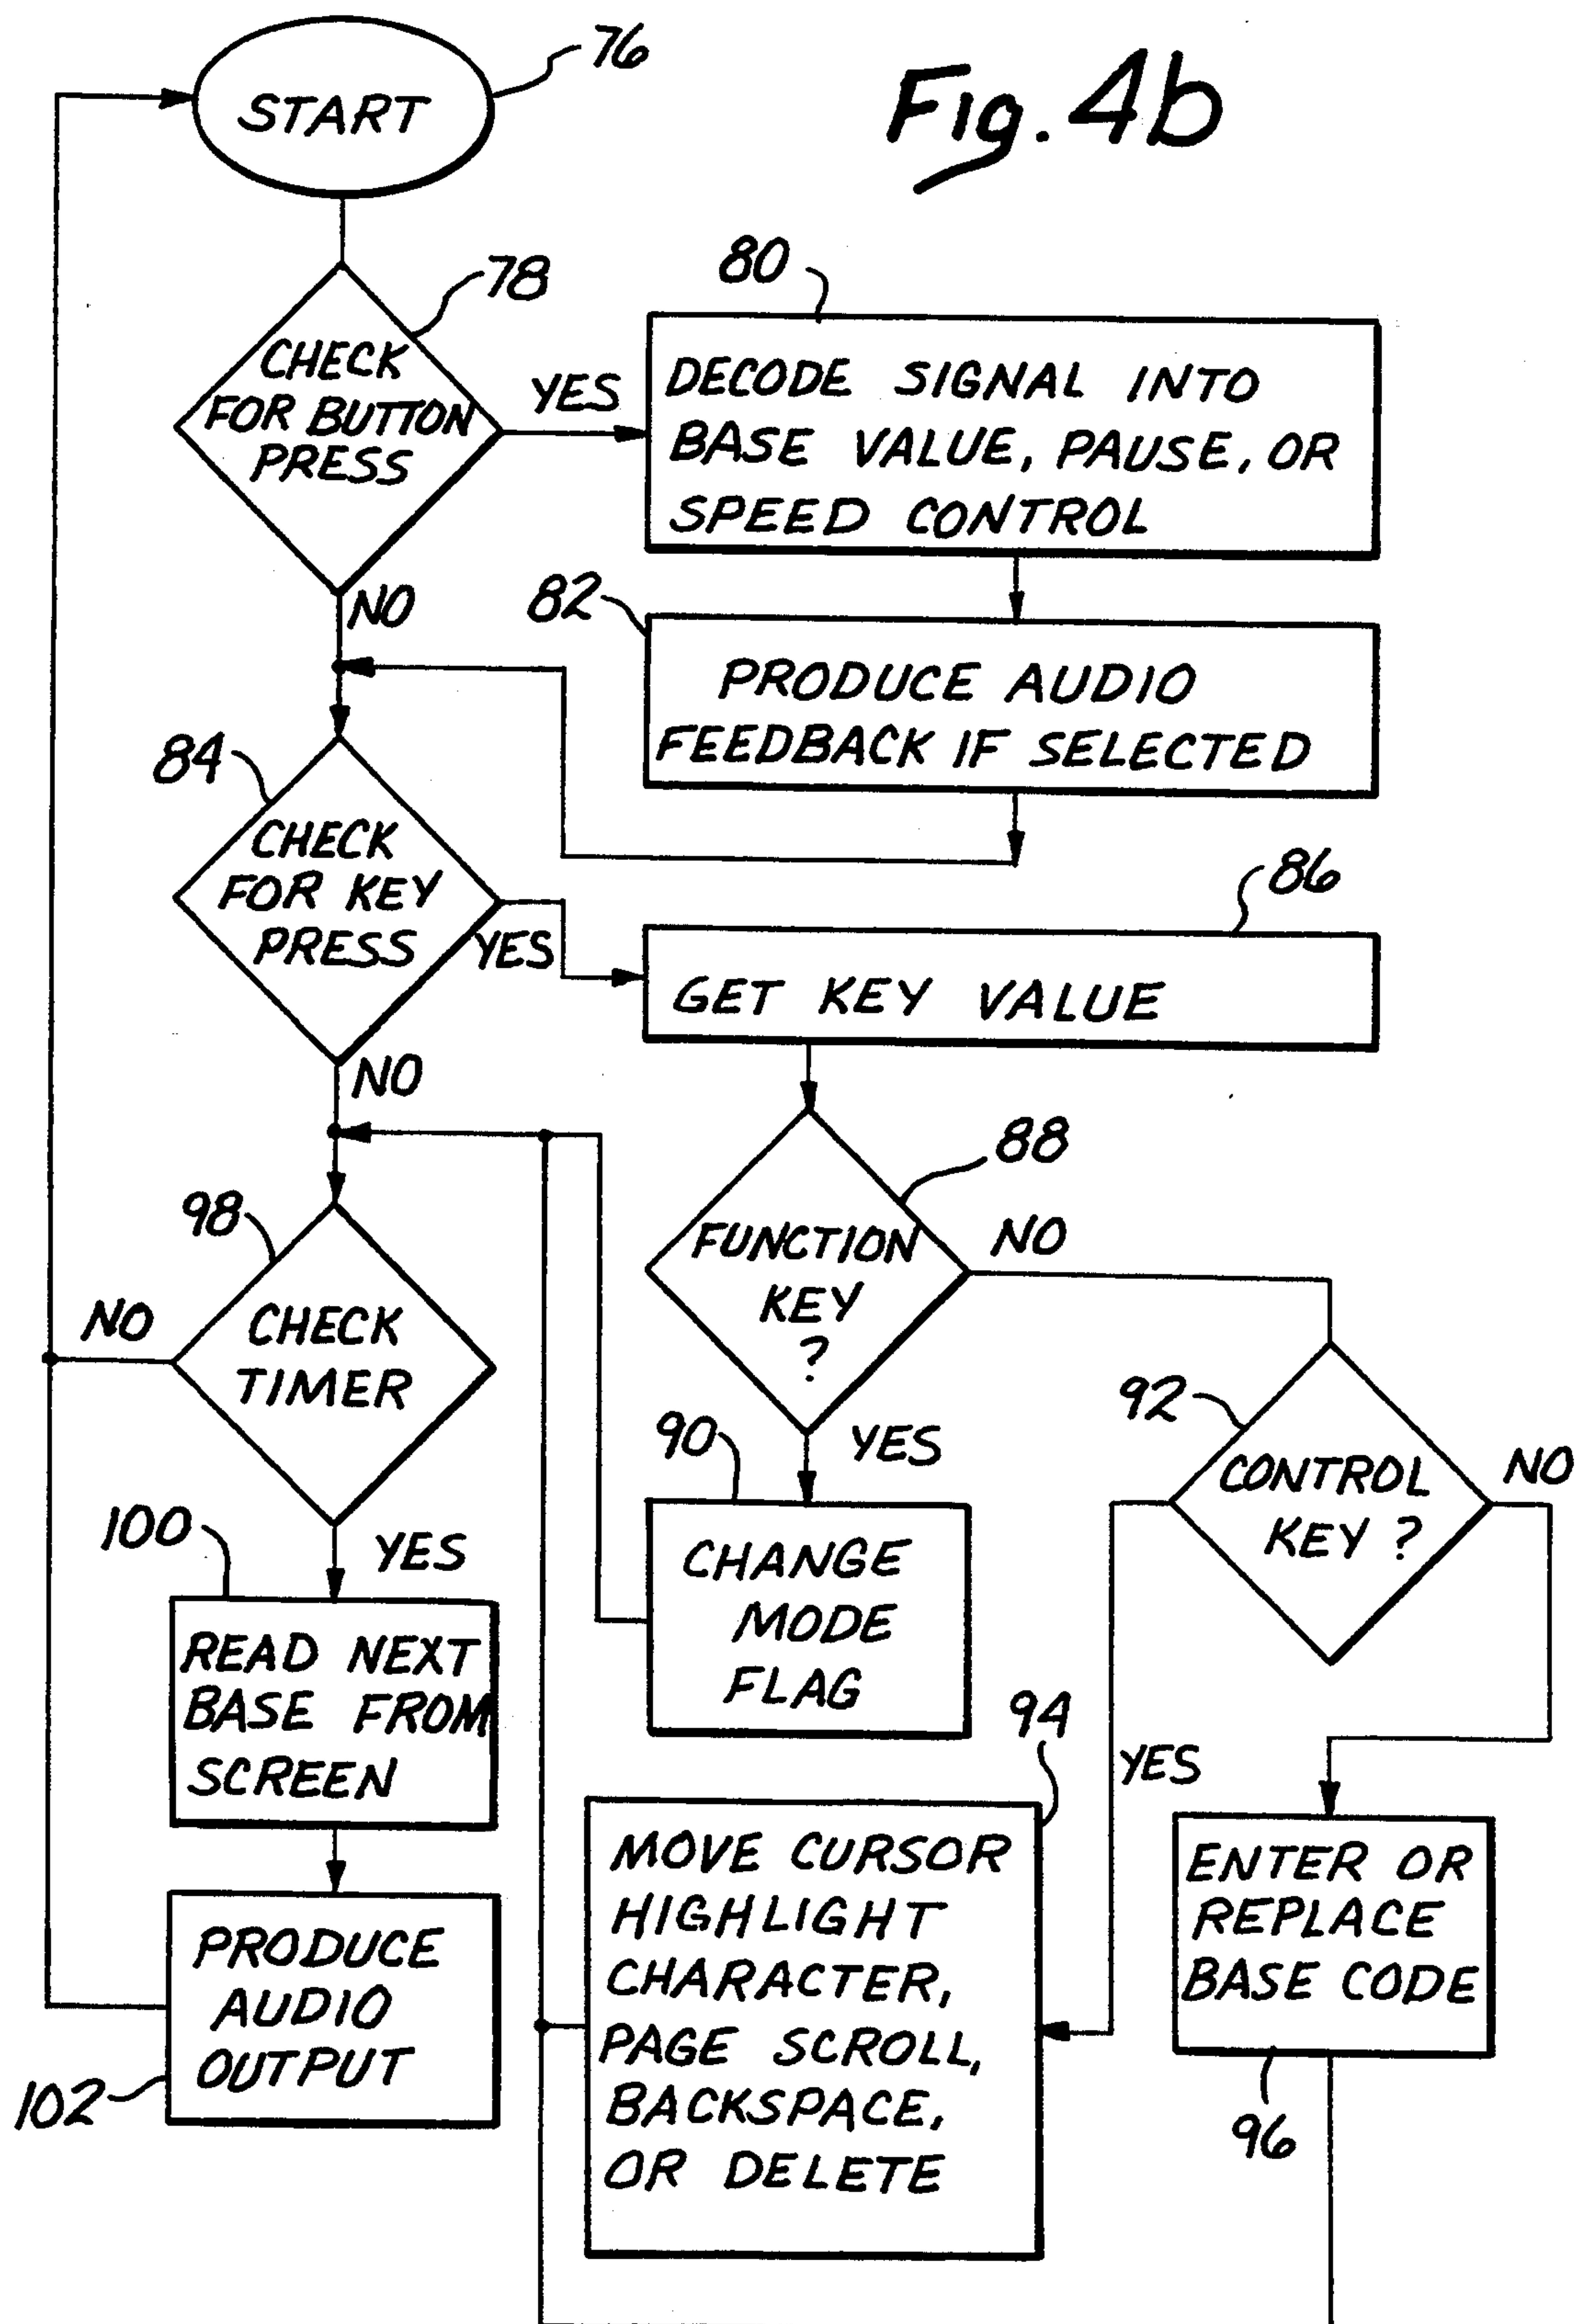 Fig. 4b
START
76
CHECK
FOR BUTTON
PRESS
78
YES
NO
80
DECODE SIGNAL INTO
BASE VALUE, PAUSE, OR
SPEED CONTROL
82
PRODUCE AUDIO
FEEDBACK IF SELECTED
84
CHECK
FOR KEY
PRESS
YES
NO
86
GET KEY VALUE
88
FUNCTION
KEY
?
NO
YES
98
CHECK
TIMER
NO
YES
90
CHANGE
MODE
FLAG
92
CONTROL
KEY ?
NO
YES
100
READ NEXT
BASE FROM
SCREEN
94
MOVE CURSOR
HIGHLIGHT
CHARACTER,
PAGE SCROLL,
BACKSPACE,
OR DELETE
ENTER OR
REPLACE
BASE CODE
96
PRODUCE
AUDIO
OUTPUT
102